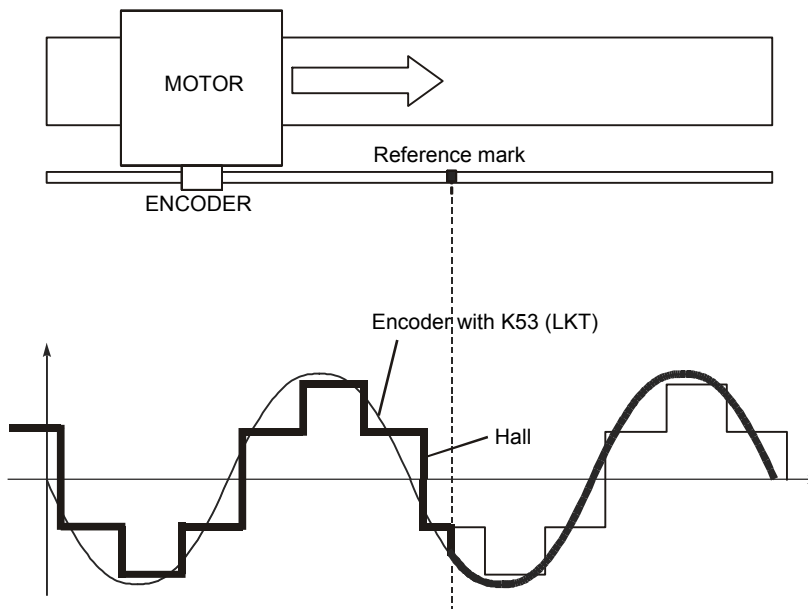 MOTOR
Reference mark
ENCODER
Encoder with K53 (LKT)
Hall